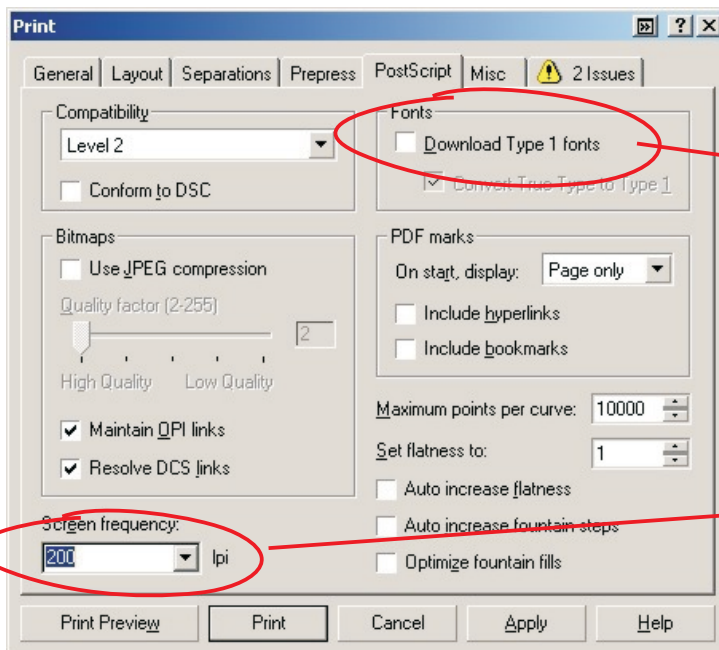 Print
General Layout Separations Prepress PostScript Misc 2 Issues
Compatibility
Level 2
Conform to DSC
Fonts
Download Type 1 fonts
Convert True Type to Type 1
Bitmaps
Use JPEG compression
Quality factor (2-255)
2
High Quality Low Quality
Maintain OPI links
Resolve DCS links
PDF marks
On start, display: Page only
Include hyperlinks
Include bookmarks
Maximum points per curve: 10000
Set flatness to: 1
Auto increase flatness
Auto increase fountain steps
Optimize fountain fills
Screen frequency:
200 lpi
Print Preview Print Cancel Apply Help